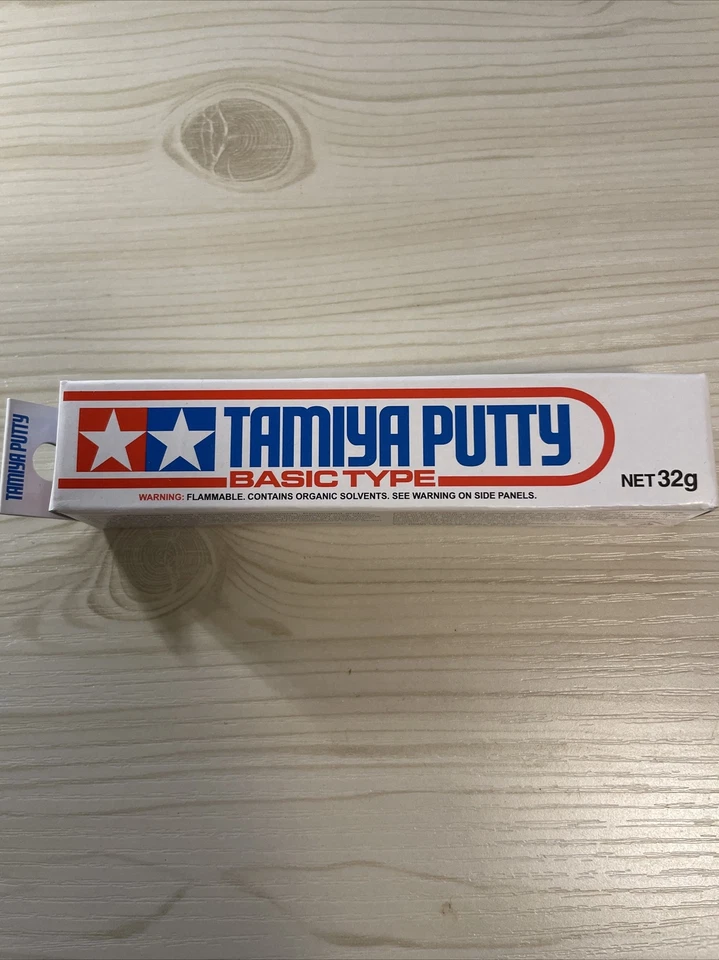 TAMIYA PUTTY
TAMIYA PUTTY
BASIC TYPE
NET 32g
WARNING: FLAMMABLE. CONTAINS ORGANIC SOLVENTS. SEE WARNING ON SIDE PANELS.